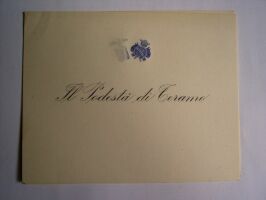 Il Podestà di Teramo